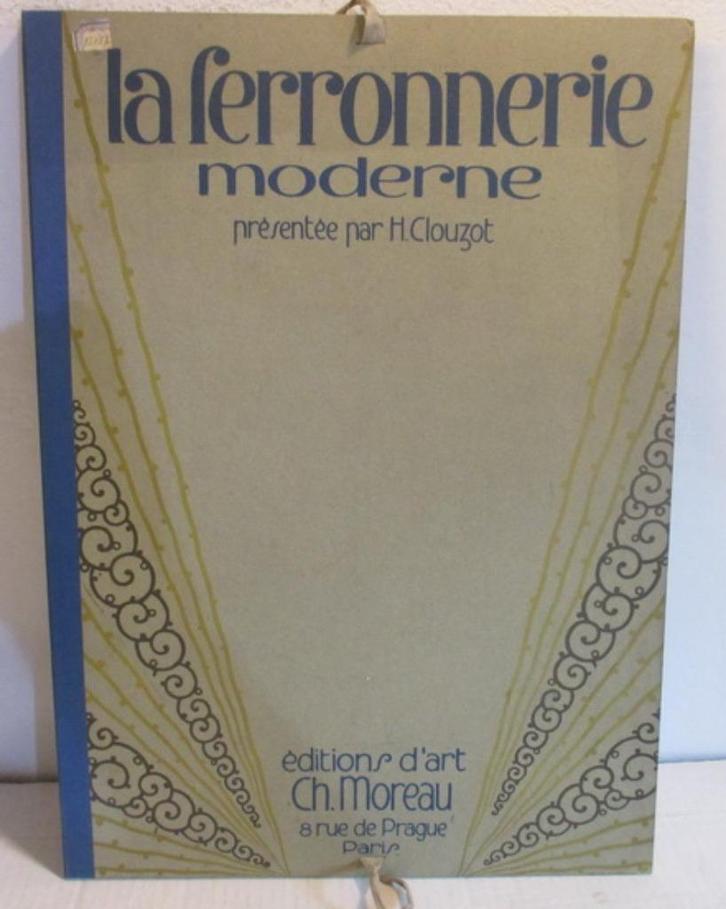 la ferronnerie
moderne
présentée par H. Clouzot
éditions d'art
Ch. Moreau
8 rue de Prague
Paris